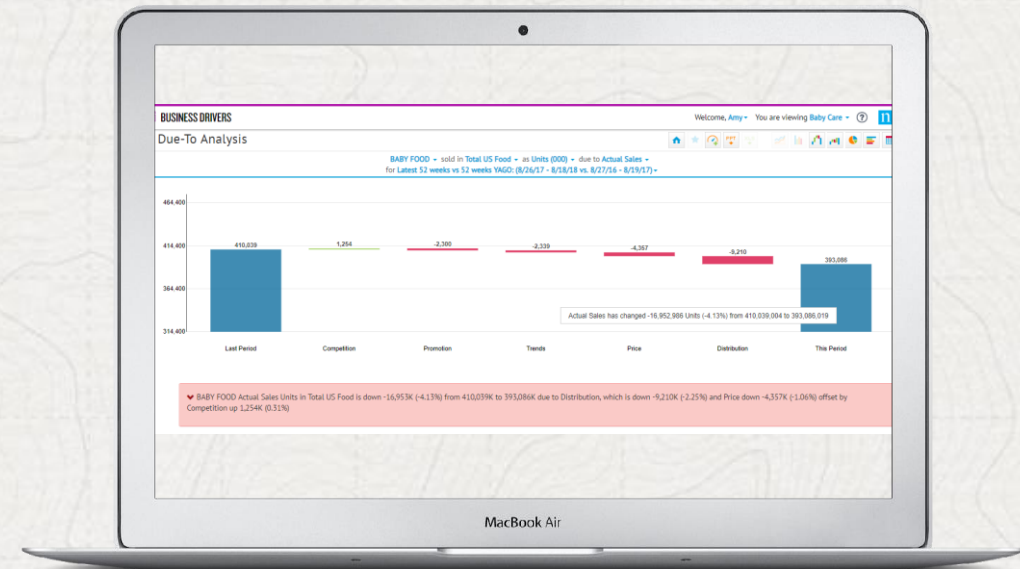 BUSINESS DRIVERS
Welcome, Amy You are viewing Baby Care ? n
Due-To Analysis
BABY FOOD sold in Total US Food as Units (000) due to Actual Sales
for Latest 52 weeks vs 52 weeks YAGO: (8/26/17 - 8/18/18 vs. 8/27/16 - 8/19/17)
464,400
414,400
364,400
314,400
410,039
1,254
-2,300
-2,339
-4,357
-9,210
393,086
Actual Sales has changed -16,952,986 Units (-4.13%) from 410,039,004 to 393,086,019
Last Period Competition Promotion Trends Price Distribution This Period
BABY FOOD Actual Sales Units in Total US Food is down -16,953K (-4.13%) from 410,039K to 393,086K due to Distribution, which is down -9,210K (-2.25%) and Price down -4,357K (-1.06%) offset by
Competition up 1,254K (0.31%)
MacBook Air